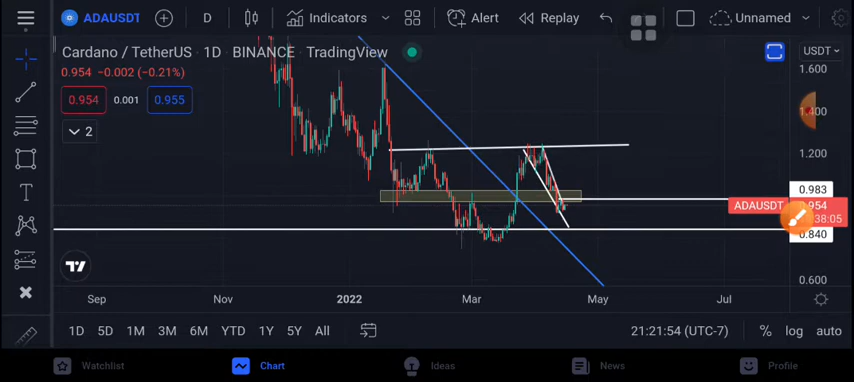 ADAUSDT
D
Indicators
Alert
Replay
Unnamed
Cardano / TetherUS · 1D · BINANCE · TradingView
USDT
0.954 −0.002 (−0.21%)
0.954
0.001
0.955
2
1.600
1.400
1.200
0.983
ADAUSDT
0.954
38:05
0.840
0.600
Sep
Nov
2022
Mar
May
Jul
1D
5D
1M
3M
6M
YTD
1Y
5Y
All
21:21:54 (UTC-7)
%
log
auto
Watchlist
Chart
Ideas
News
Profile